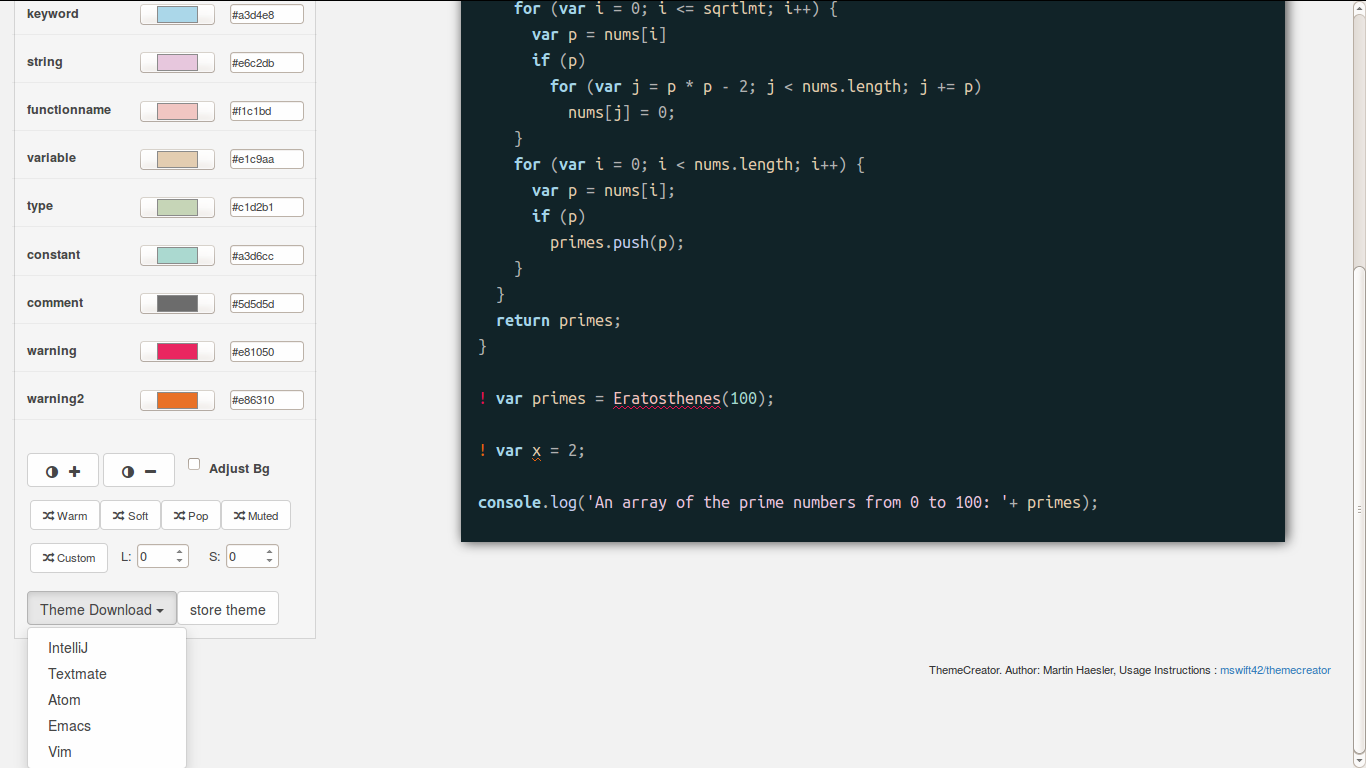 keyword #a3d4e8
string #e6c2db
functionname #f1c1bd
variable #e1c9aa
type #c1d2b1
constant #a3d6cc
comment #5d5d5d
warning #e81050
warning2 #e86310
Adjust Bg
Warm Soft Pop Muted
Custom L: 0 S: 0
Theme Download store theme
IntelliJ
Textmate
Atom
Emacs
Vim
for (var i = 0; i <= sqrtlmt; i++) {
var p = nums[i]
if (p)
for (var j = p * p - 2; j < nums.length; j += p)
nums[j] = 0;
}
for (var i = 0; i < nums.length; i++) {
var p = nums[i];
if (p)
primes.push(p);
}
}
return primes;
}
! var primes = Eratosthenes(100);
! var x = 2;
console.log('An array of the prime numbers from 0 to 100: '+ primes);
ThemeCreator. Author: Martin Haesler, Usage Instructions : mswift42/themecreator